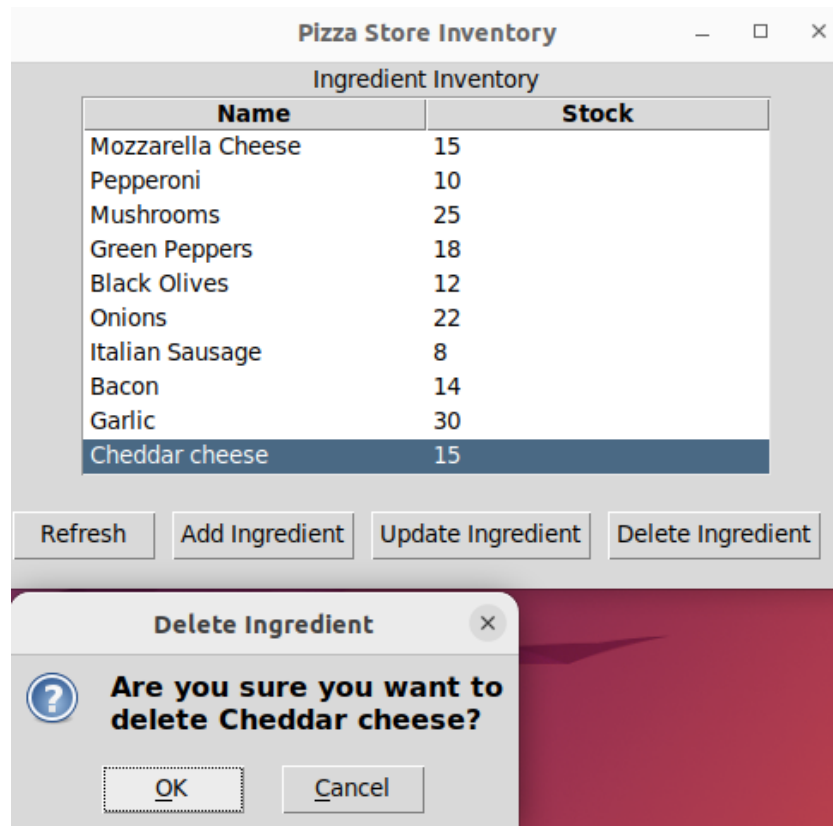 Pizza Store Inventory
Ingredient Inventory
Name Stock
Mozzarella Cheese 15
Pepperoni 10
Mushrooms 25
Green Peppers 18
Black Olives 12
Onions 22
Italian Sausage 8
Bacon 14
Garlic 30
Cheddar cheese 15
Refresh Add Ingredient Update Ingredient Delete Ingredient
Delete Ingredient
Are you sure you want to
delete Cheddar cheese?
OK Cancel